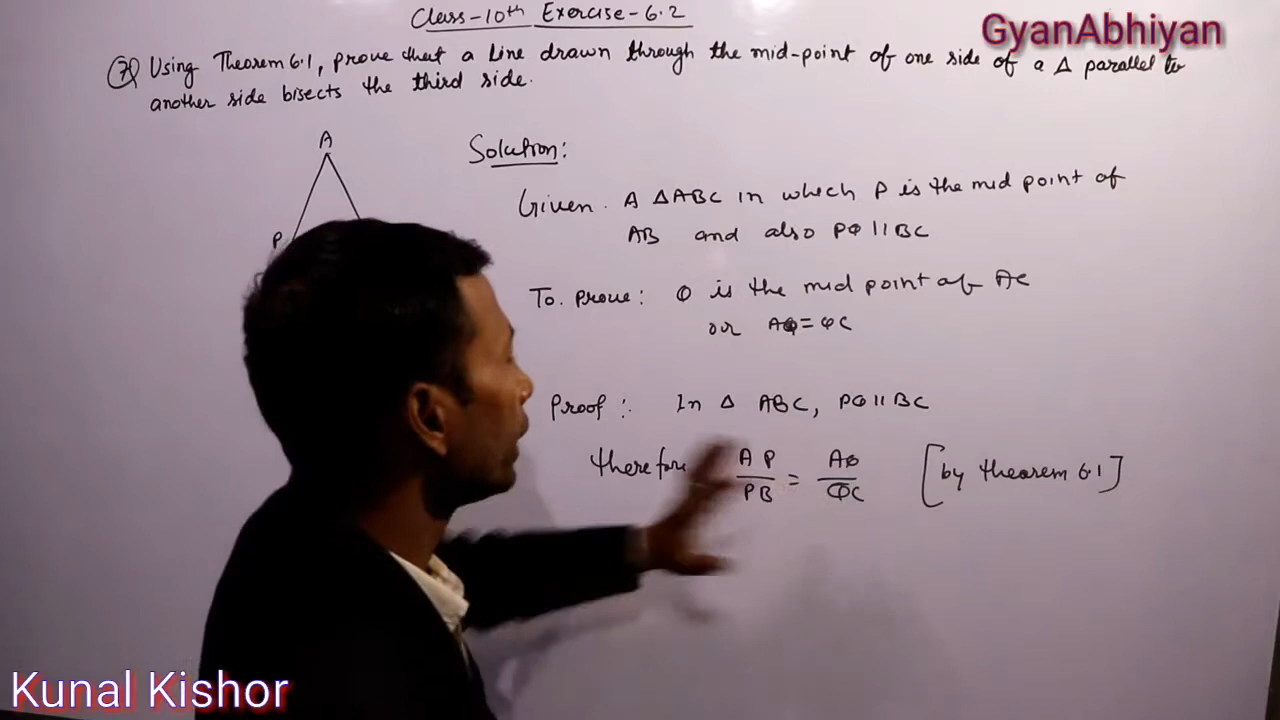 Class-10th Exercise-6.2
GyanAbhiyan
7) Using Theorem 6.1, prove that a line drawn through the mid-point of one side of a Δ parallel to
another side bisects the third side.
A
P
Solution:
Given. A ΔABC in which P is the mid point of
AB and also PQ || BC
To. prove: Q is the mid point of AC
or AQ = QC
Proof :. In Δ ABC, PQ || BC
therefore AP/PB = AQ/QC [by theorem 6.1]
Kunal Kishor